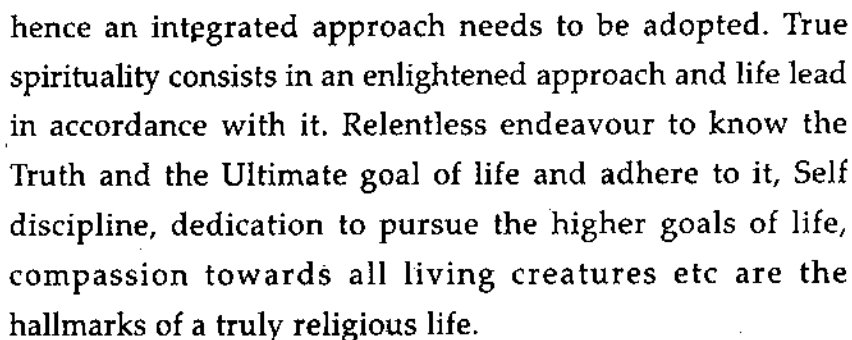 hence an integrated approach needs to be adopted. True
spirituality consists in an enlightened approach and life lead
in accordance with it. Relentless endeavour to know the
Truth and the Ultimate goal of life and adhere to it, Self
discipline, dedication to pursue the higher goals of life,
compassion towards all living creatures etc are the
hallmarks of a truly religious life.